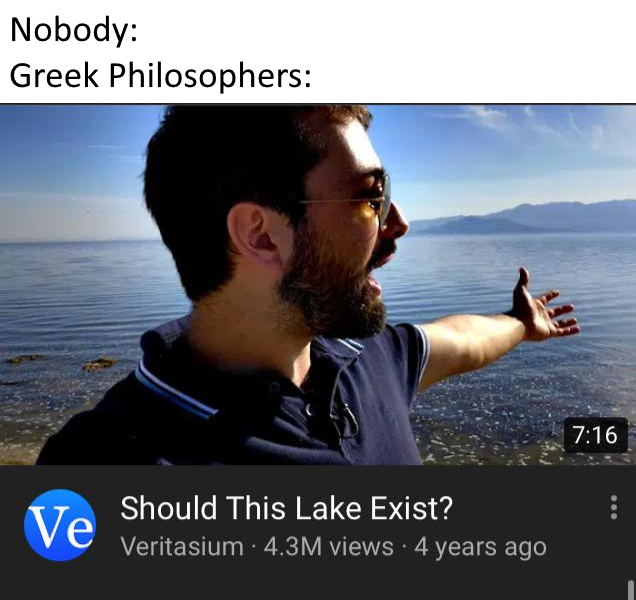 Nobody:
Greek Philosophers:
7:16
Ve
Should This Lake Exist?
Veritasium · 4.3M views · 4 years ago